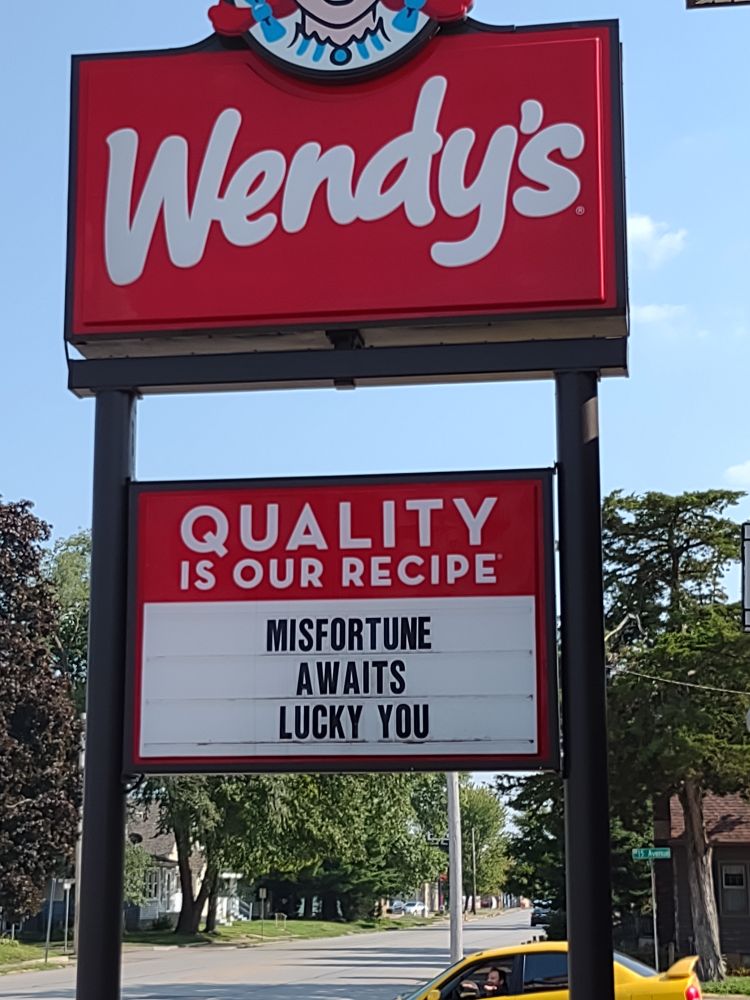 Wendy's®
QUALITY
IS OUR RECIPE®
MISFORTUNE
AWAITS
LUCKY YOU